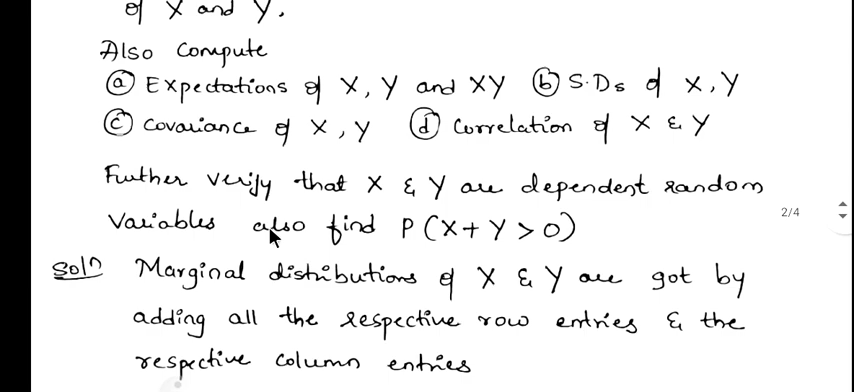 of X and Y.
Also Compute
ⓐ Expectations of X, Y and XY ⓑ S.Ds of X, Y
ⓒ Covariance of X, Y ⓓ Correlation of X & Y
Further verify that X & Y are dependent random
Variables also find P(X+Y>0)
2/4
Solⁿ Marginal distributions of X & Y are got by
adding all the respective row entries & the
respective column entries